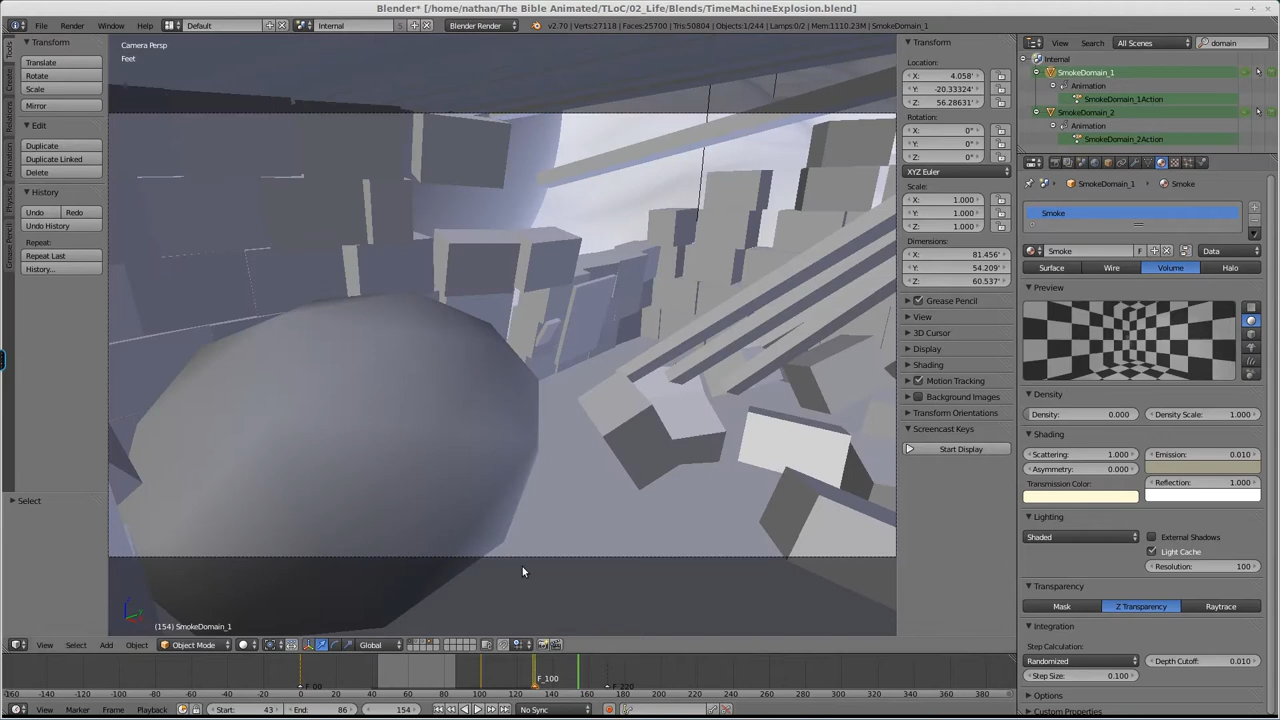 Blender* [/home/nathan/The Bible Animated/TLoC/02_Life/Blends/TimeMachineExplosion.blend]
File Render Window Help Default Internal 5 Blender Render v2.70 | Verts:27118 | Faces:25700 | Tris:50804 | Objects:1/244 | Lamps:0/2 | Mem:1110.23M | SmokeDomain_1
Tools
Create
Relations
Animation
Physics
Grease Pencil
Transform
Translate
Rotate
Scale
Mirror
Edit
Duplicate
Duplicate Linked
Delete
History
Undo Redo
Undo History
Repeat:
Repeat Last
History...
Select
Camera Persp
Feet
(154) SmokeDomain_1
Transform
Location:
X: 4.058'
Y: -20.33324'
Z: 56.28631'
Rotation:
X: 0°
Y: 0°
Z: 0°
XYZ Euler
Scale:
X: 1.000
Y: 1.000
Z: 1.000
Dimensions:
X: 81.456'
Y: 54.209'
Z: 60.537'
Grease Pencil
View
3D Cursor
Display
Shading
Motion Tracking
Background Images
Transform Orientations
Screencast Keys
Start Display
View Search All Scenes domain
Internal
SmokeDomain_1
Animation
SmokeDomain_1Action
SmokeDomain_2
Animation
SmokeDomain_2Action
SmokeDomain_1 Smoke
Smoke
Smoke F Data
Surface Wire Volume Halo
Preview
Density
Density: 0.000 Density Scale: 1.000
Shading
Scattering: 1.000 Emission: 0.010
Asymmetry: 0.000
Transmission Color: Reflection: 1.000
Lighting
Shaded External Shadows
Light Cache
Resolution: 100
Transparency
Mask Z Transparency Raytrace
Integration
Step Calculation:
Randomized Depth Cutoff: 0.010
Step Size: 0.100
Options
Custom Properties
View Select Add Object Object Mode Global
F_00 F_100 F_220
-160 -140 -120 -100 -80 -60 -40 -20 0 20 40 60 80 100 120 140 160 180 200 220 240 260 280 300 320 340 360 380
View Marker Frame Playback Start: 43 End: 86 154 No Sync